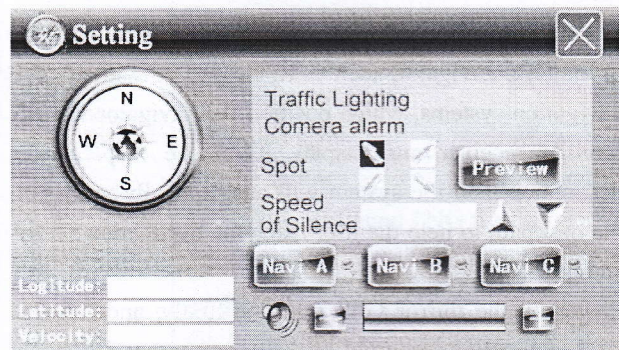 Setting
N
W E
S
Traffic Lighting
Comera alarm
Spot
Preview
Speed
of Silence
Navi A Navi B Navi C
Logitude:
Latitude:
Velocity: